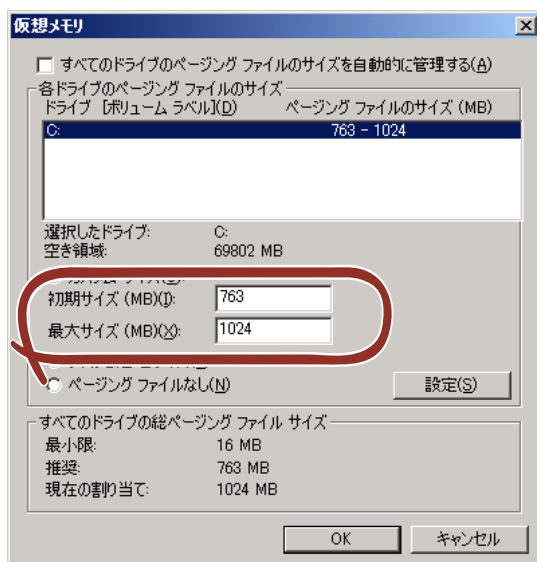 仮想メモリ
すべてのドライブのページング ファイルのサイズを自動的に管理する(A)
各ドライブのページング ファイルのサイズ
ドライブ [ボリューム ラベル](D) ページング ファイルのサイズ (MB)
C: 763 - 1024
選択したドライブ: C:
空き領域: 69802 MB
初期サイズ (MB)(I): 763
最大サイズ (MB)(X): 1024
ページング ファイルなし(N) 設定(S)
すべてのドライブの総ページング ファイル サイズ
最小限: 16 MB
推奨: 763 MB
現在の割り当て: 1024 MB
OK キャンセル